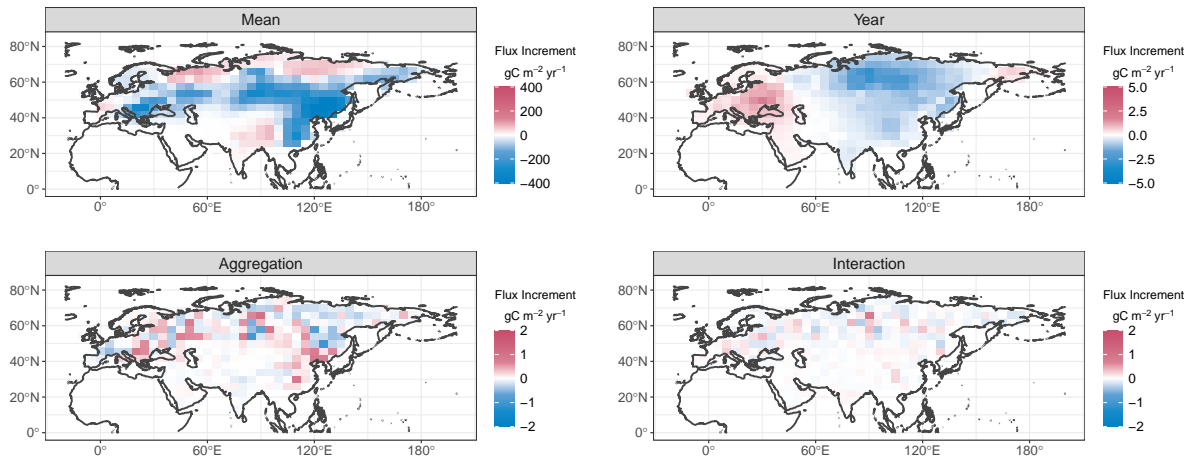 Mean
80°N
60°N
40°N
20°N
0°
0° 60°E 120°E 180°
Flux Increment
gC m−2 yr−1
400
200
0
−200
−400
Year
80°N
60°N
40°N
20°N
0°
0° 60°E 120°E 180°
Flux Increment
gC m−2 yr−1
5.0
2.5
0.0
−2.5
−5.0
Aggregation
80°N
60°N
40°N
20°N
0°
0° 60°E 120°E 180°
Flux Increment
gC m−2 yr−1
2
1
0
−1
−2
Interaction
80°N
60°N
40°N
20°N
0°
0° 60°E 120°E 180°
Flux Increment
gC m−2 yr−1
2
1
0
−1
−2